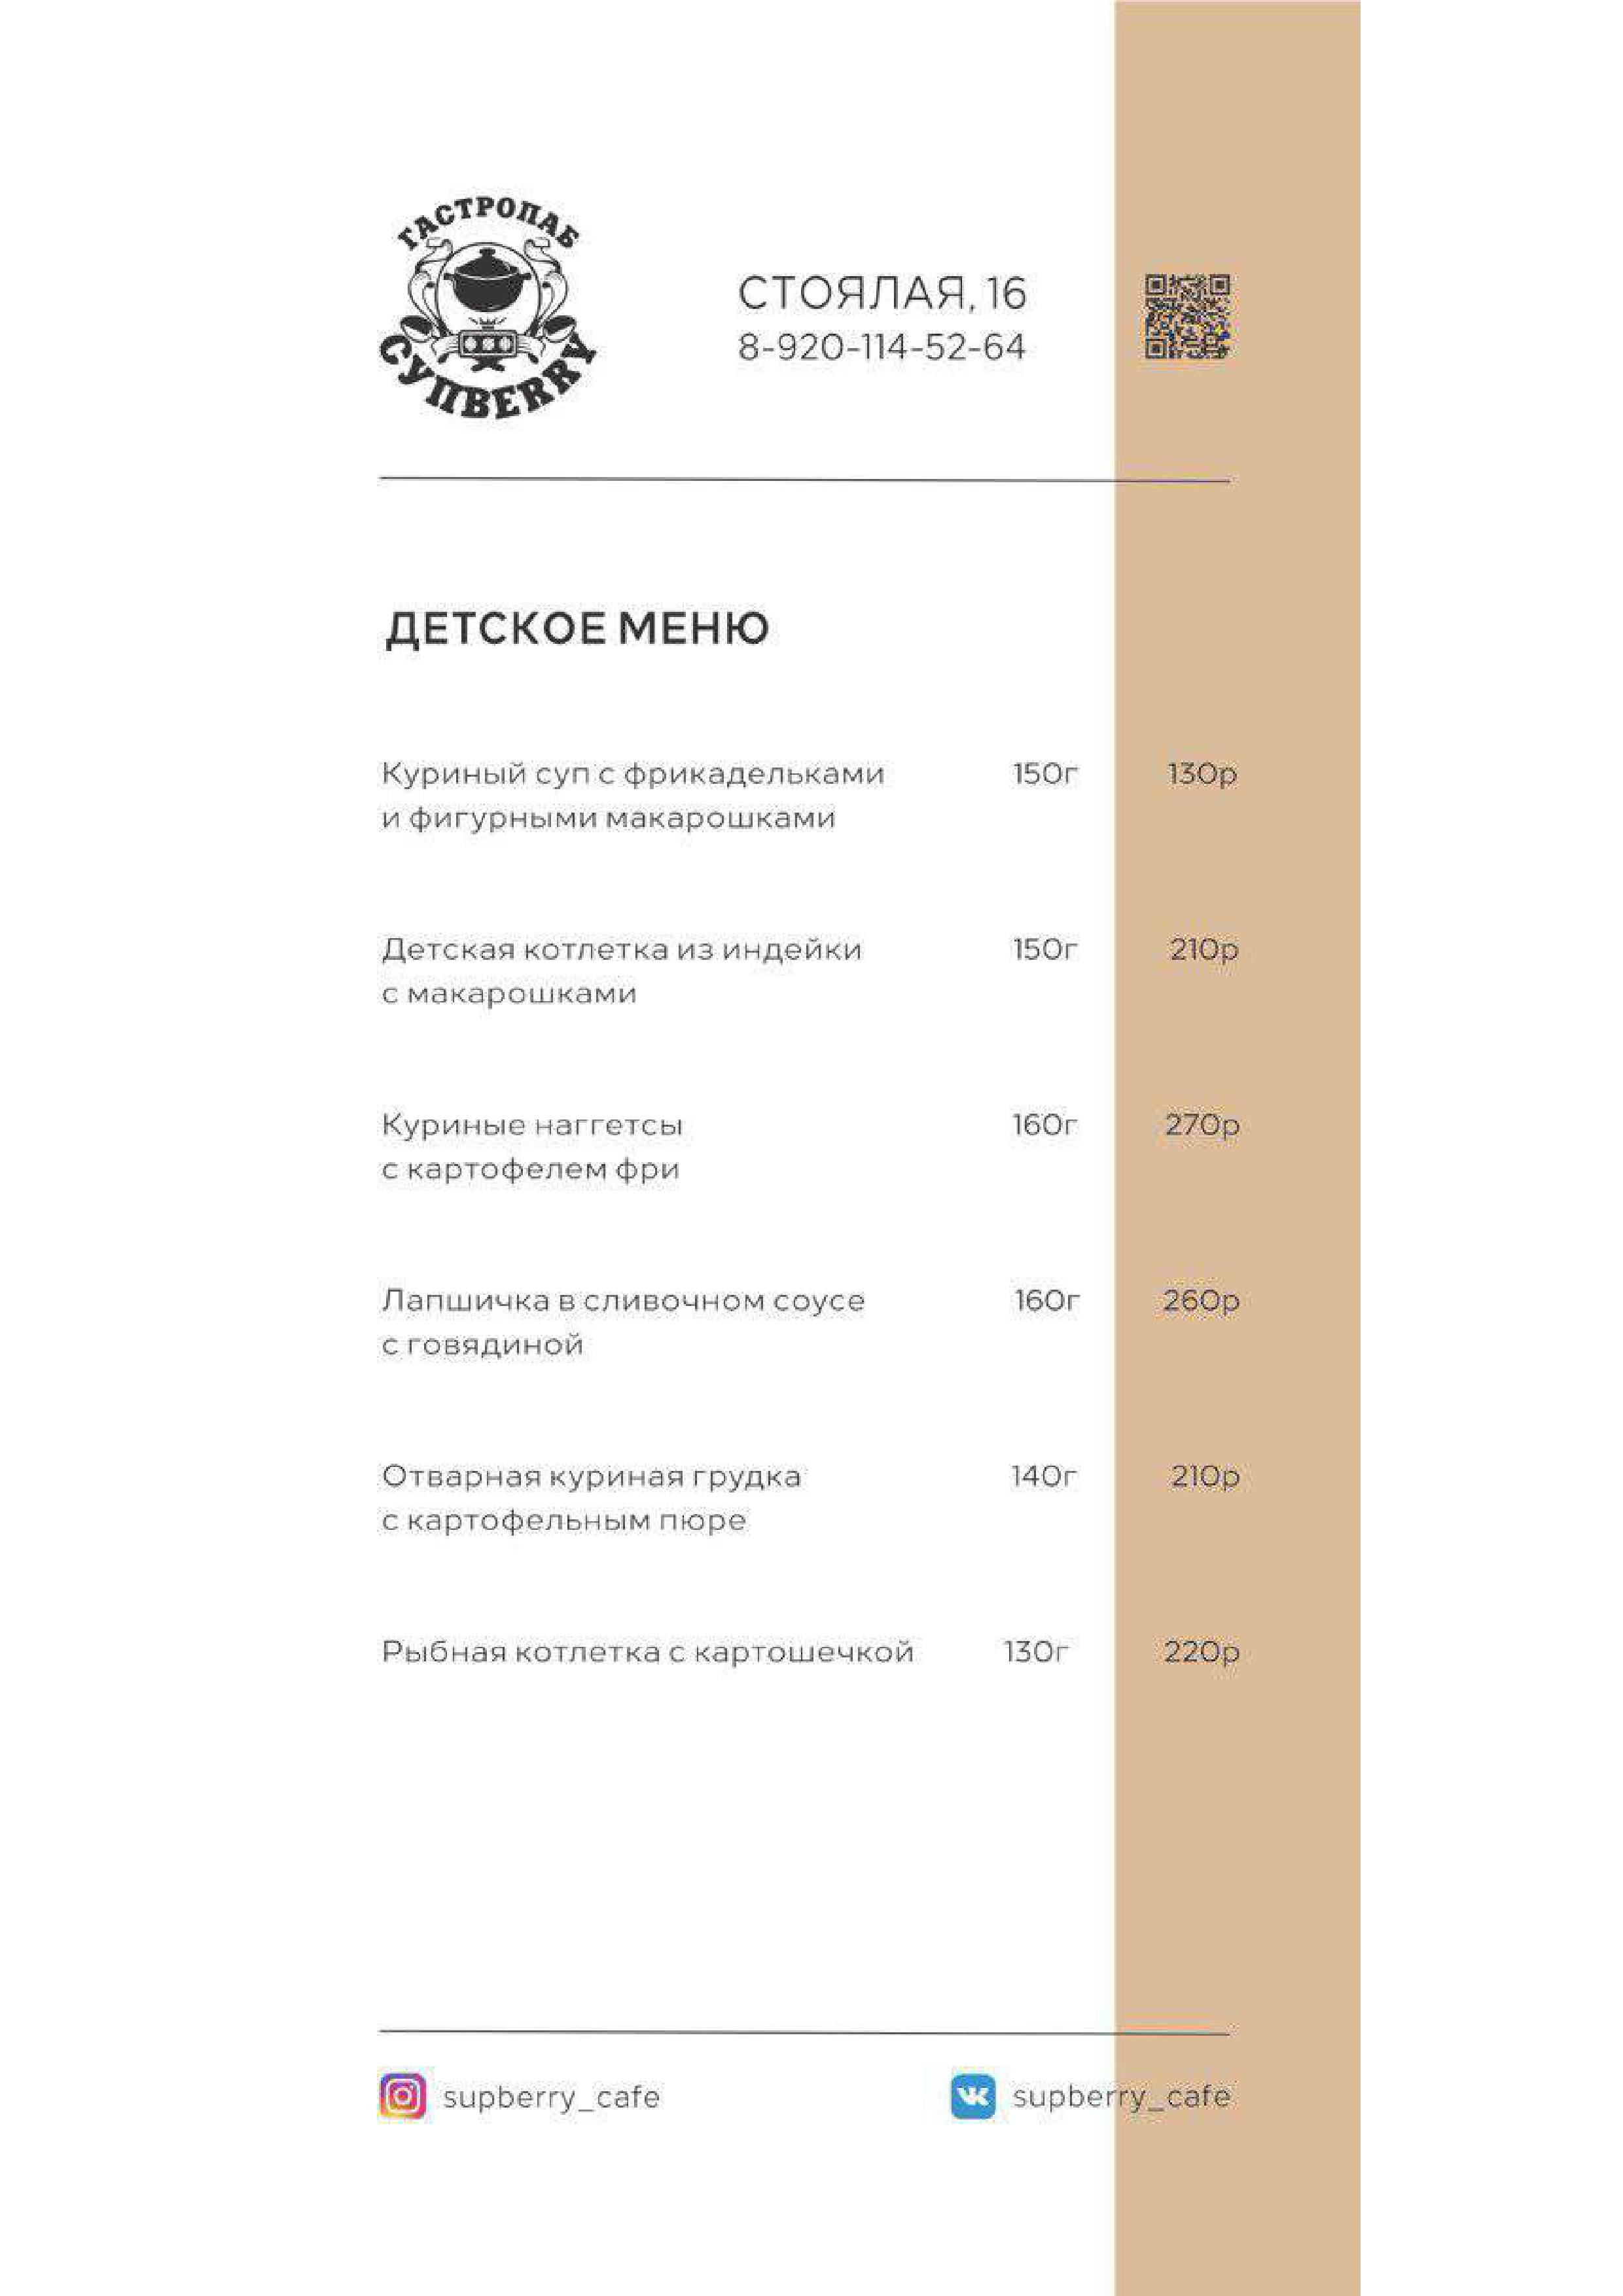 ГАСТРОПАБ
СУПBERRY
СТОЯЛАЯ, 16
8-920-114-52-64
ДЕТСКОЕ МЕНЮ
Куриный суп с фрикадельками 150г 130р
и фигурными макарошками
Детская котлетка из индейки 150г 210р
с макарошками
Куриные наггетсы 160г 270р
с картофелем фри
Лапшичка в сливочном соусе 160г 260р
с говядиной
Отварная куриная грудка 140г 210р
с картофельным пюре
Рыбная котлетка с картошечкой 130г 220р
supberry_cafe supberry_cafe